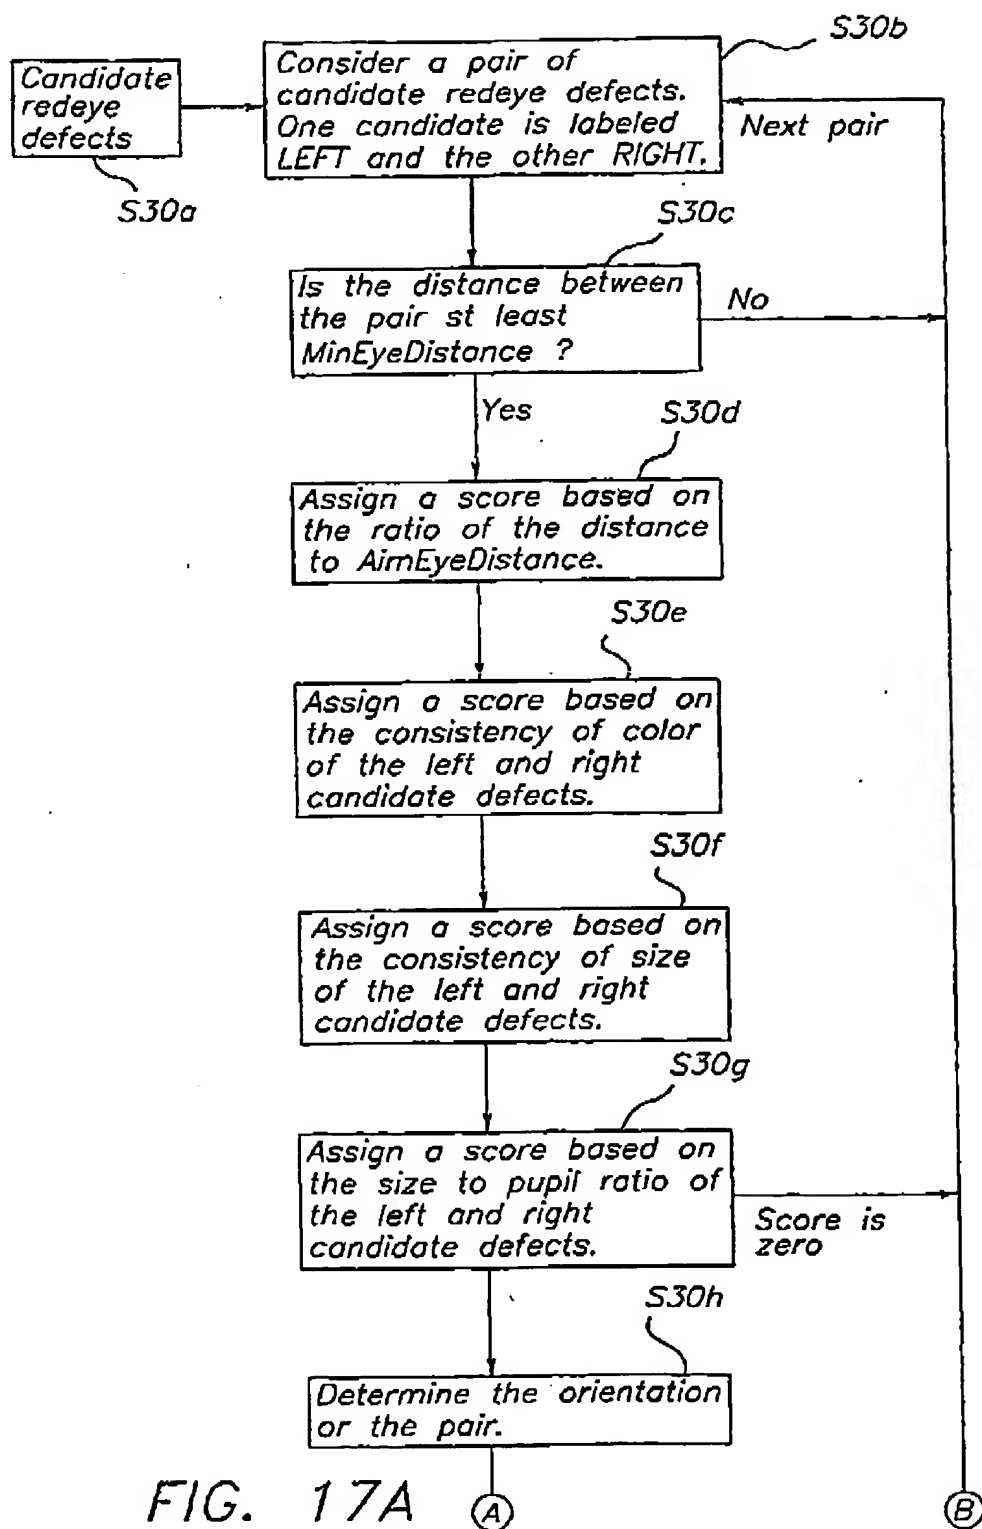 S30b
Candidate
redeye
defects
S30a
Consider a pair of
candidate redeye defects.
One candidate is labeled
LEFT and the other RIGHT.
Next pair
S30c
Is the distance between
the pair st least
MinEyeDistance ?
No
Yes
S30d
Assign a score based on
the ratio of the distance
to AimEyeDistance.
S30e
Assign a score based on
the consistency of color
of the left and right
candidate defects.
S30f
Assign a score based on
the consistency of size
of the left and right
candidate defects.
S30g
Assign a score based on
the size to pupil ratio of
the left and right
candidate defects.
Score is
zero
S30h
Determine the orientation
or the pair.
FIG. 17A
A
B